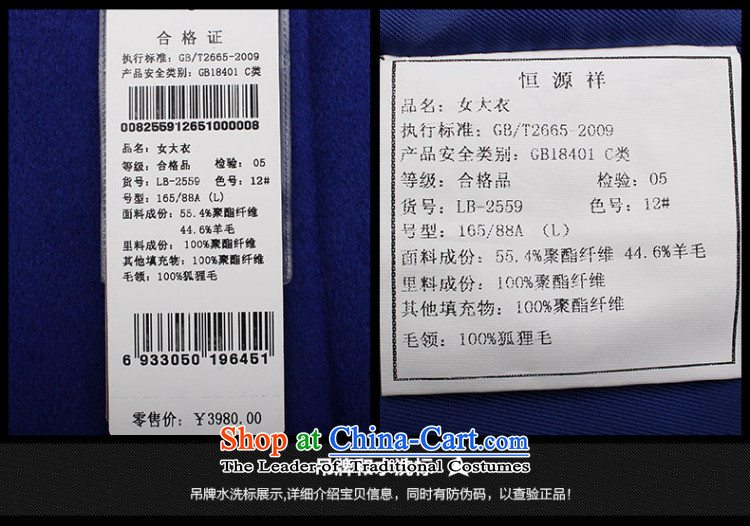 合格证
执行标准：GB/T2665-2009
产品安全类别：GB18401 C类
008255912651000008
品名：女大衣
等级：合格品 检验：05
货号：LB-2559 色号：12#
号型：165/88A (L)
面料成份：55.4%聚酯纤维
44.6%羊毛
里料成份：100%聚酯纤维
其他填充物：100%聚酯纤维
毛领：100%狐狸毛
6 933050 196451
零售价：￥3980.00
恒源祥
品名：女大衣
执行标准：GB/T2665-2009
产品安全类别：GB18401 C类
等级：合格品 检验：05
货号：LB-2559 色号：12#
号型：165/88A (L)
面料成份：55.4%聚酯纤维 44.6%羊毛
里料成份：100%聚酯纤维
其他填充物：100%聚酯纤维
毛领：100%狐狸毛
Shop at China-Cart.com
The Leader of Traditional Costumes
吊牌和水洗标
吊牌水洗标展示,详细介绍宝贝信息，同时有防伪码，以查验正品！